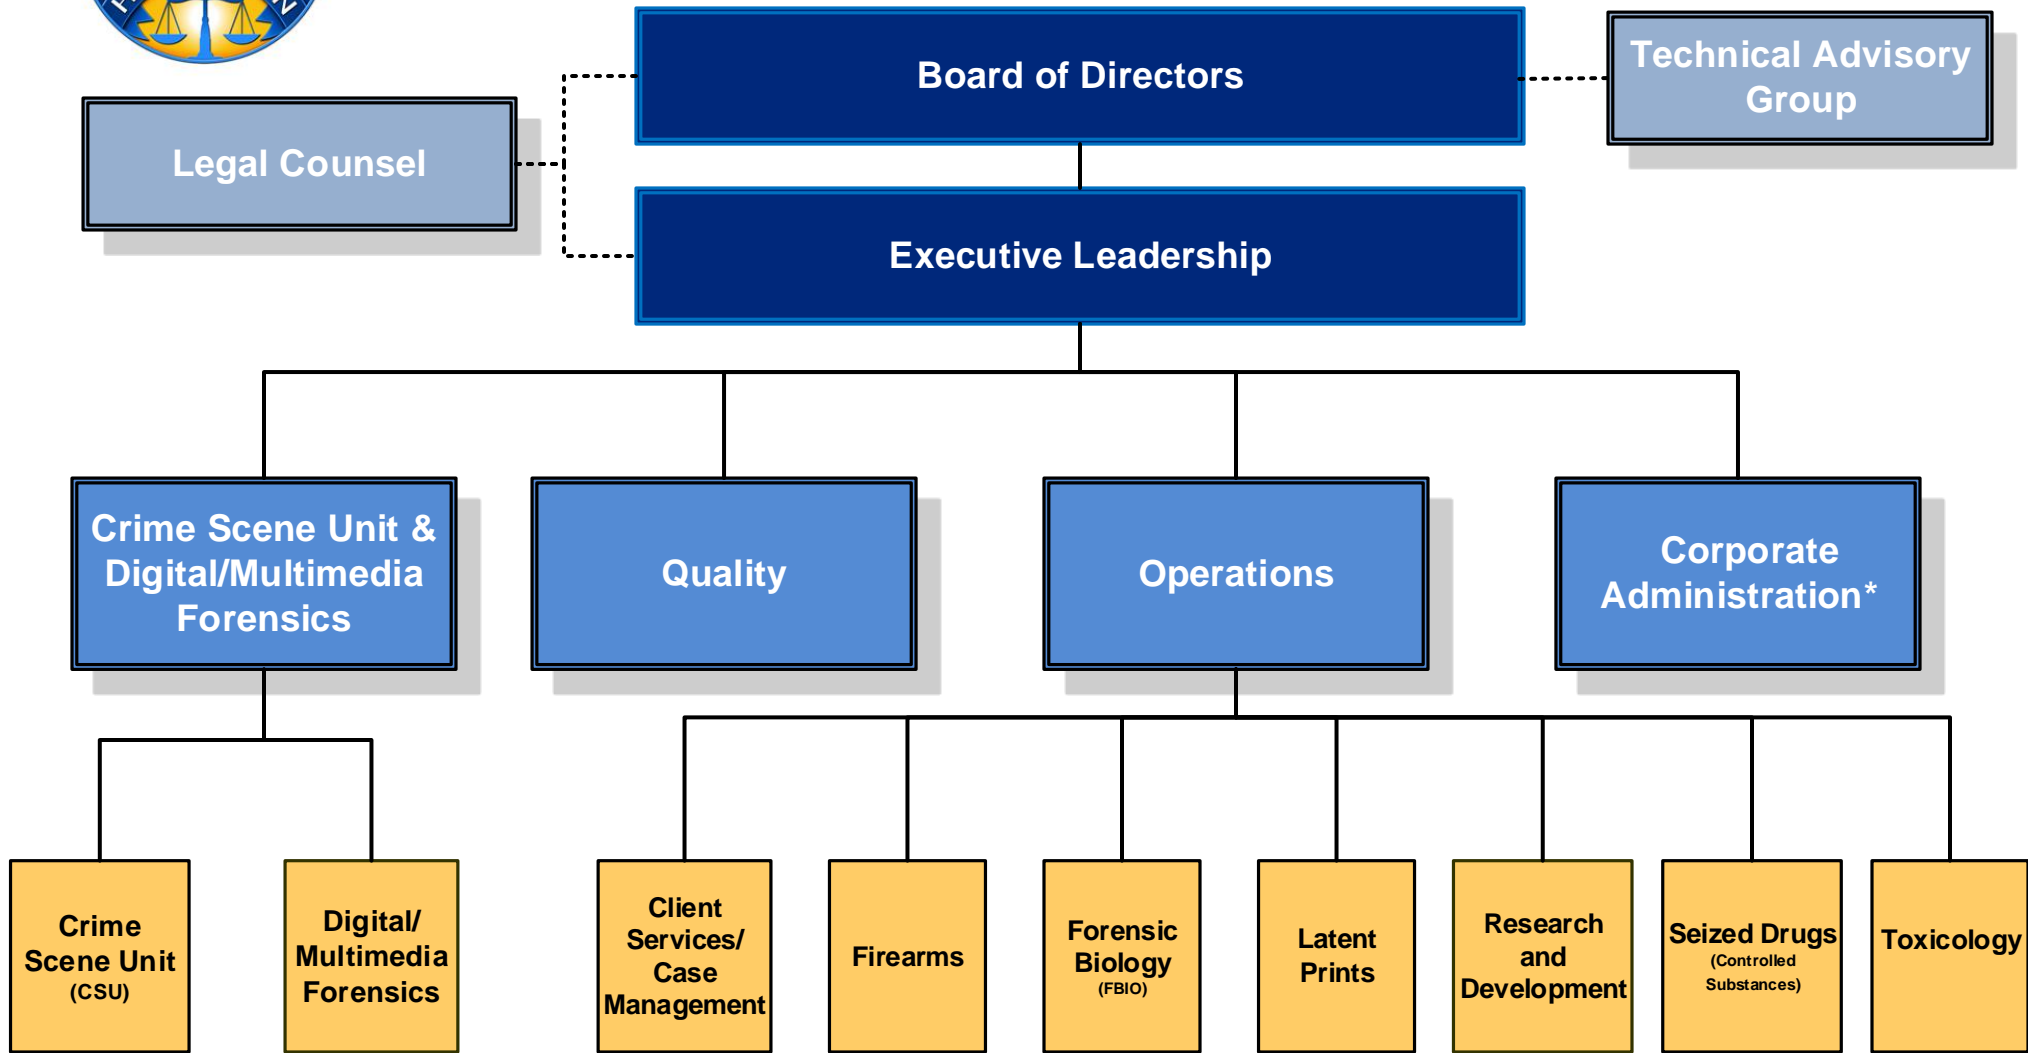 Board of Directors
Technical Advisory
Group
Legal Counsel
Executive Leadership
Crime Scene Unit &
Digital/Multimedia
Forensics
Quality
Operations
Corporate
Administration*
Crime
Scene Unit
(CSU)
Digital/
Multimedia
Forensics
Client
Services/
Case
Management
Firearms
Forensic
Biology
(FBIO)
Latent
Prints
Research
and
Development
Seized Drugs
(Controlled
Substances)
Toxicology